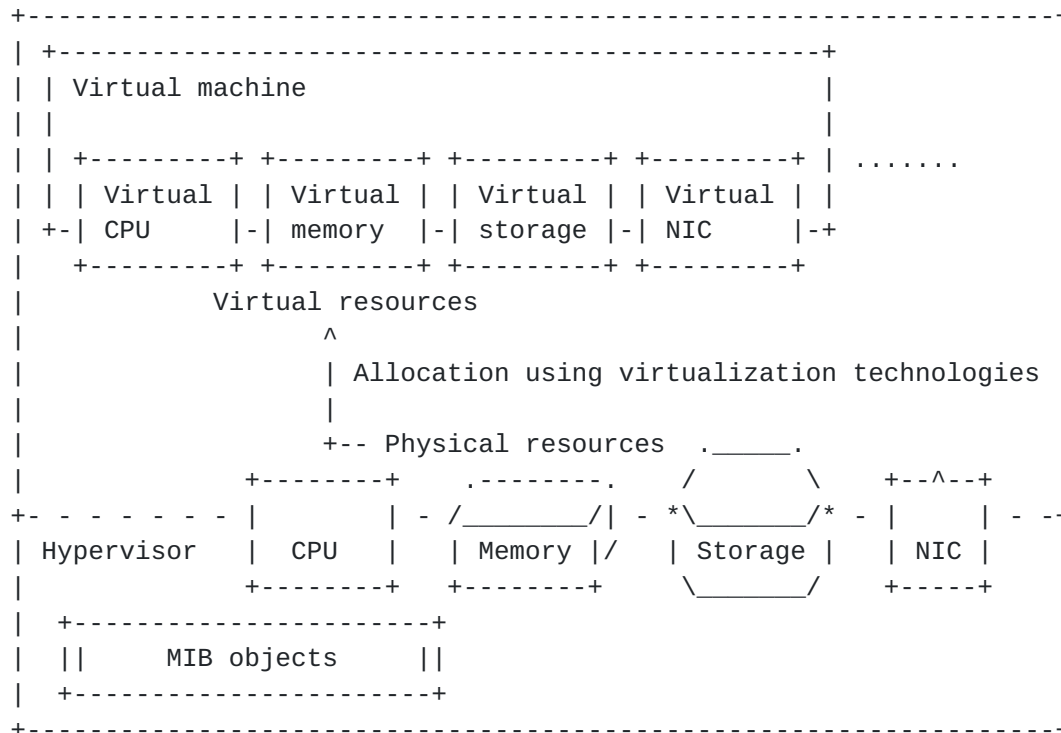 Virtual machine
.......
Virtual Virtual Virtual Virtual
CPU memory storage NIC
Virtual resources
Allocation using virtualization technologies
Physical resources
Hypervisor CPU Memory Storage NIC
MIB objects